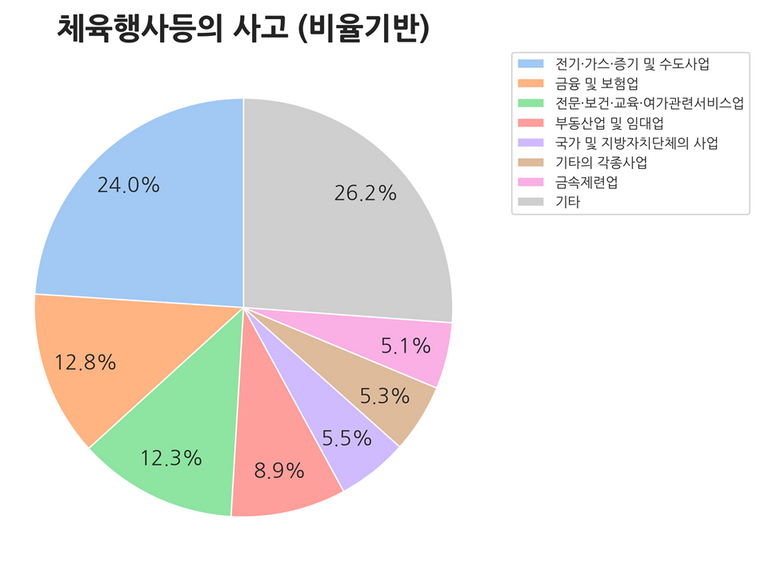 체육행사등의 사고 (비율기반)
전기·가스·증기 및 수도사업
금융 및 보험업
전문·보건·교육·여가관련서비스업
부동산업 및 임대업
국가 및 지방자치단체의 사업
기타의 각종사업
금속제련업
기타
24.0%
26.2%
12.8%
5.1%
5.3%
12.3%
5.5%
8.9%